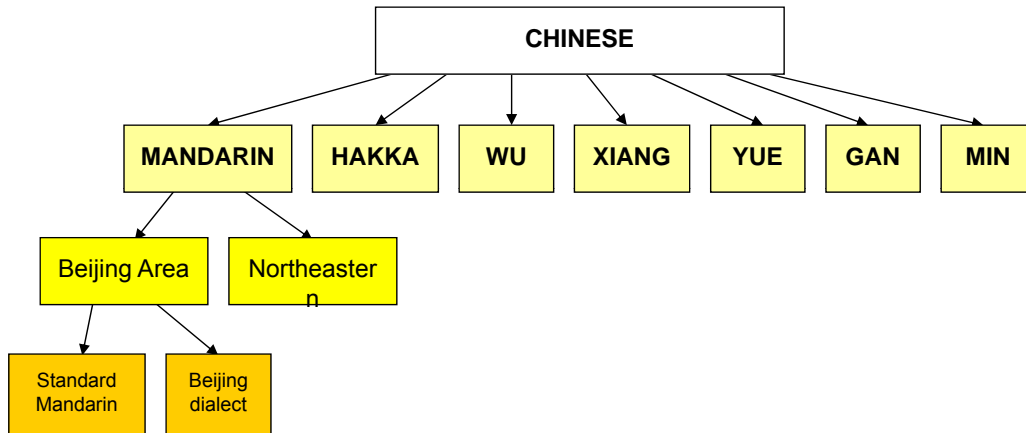 CHINESE
MANDARIN
HAKKA
WU
XIANG
YUE
GAN
MIN
Beijing Area
Northeaster
n
Standard
Mandarin
Beijing
dialect